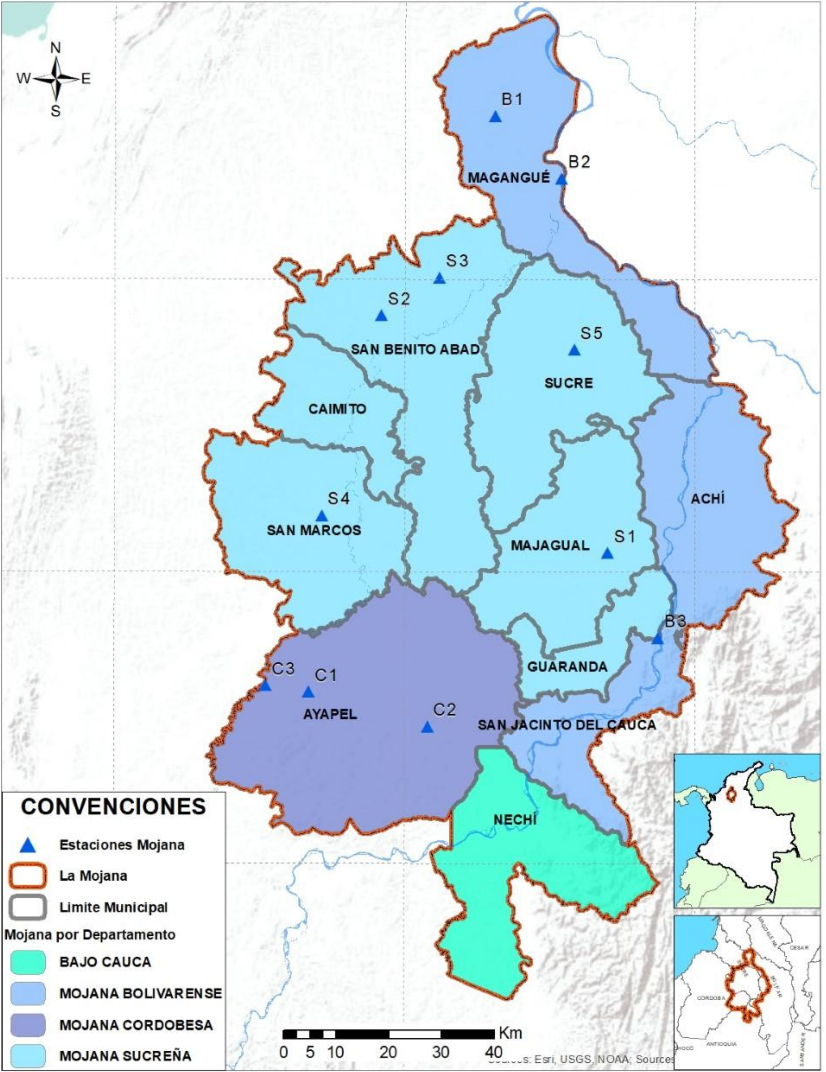 N
W E
S
B1
B2
MAGANGUÉ
S3
S2
SAN BENITO ABAD
S5
SUCRE
CAIMITO
ACHÍ
S4
SAN MARCOS
MAJAGUAL
S1
B3
GUARANDA
C3
C1
AYAPEL
C2
SAN JACINTO DEL CAUCA
NECHÍ
CONVENCIONES
Estaciones Mojana
La Mojana
Limite Municipal
Mojana por Departamento
BAJO CAUCA
MOJANA BOLIVARENSE
MOJANA CORDOBESA
MOJANA SUCREÑA
Km
0 5 10 20 30 40
Sources: Esri, USGS, NOAA, Sources
MAGDALENA
CESAR
BOLIVAR
CORDOBA
ANTIOQUIA
SANTANDER